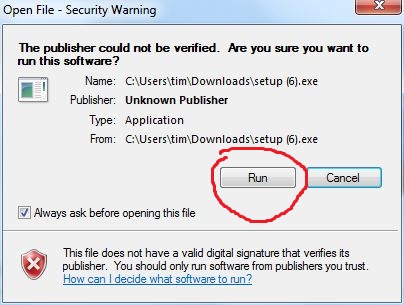 Open File - Security Warning
The publisher could not be verified.  Are you sure you want to
run this software?
Name: C:\Users\tim\Downloads\setup (6).exe
Publisher: Unknown Publisher
Type: Application
From: C:\Users\tim\Downloads\setup (6).exe
Run Cancel
Always ask before opening this file
This file does not have a valid digital signature that verifies its
publisher.  You should only run software from publishers you trust.
How can I decide what software to run?